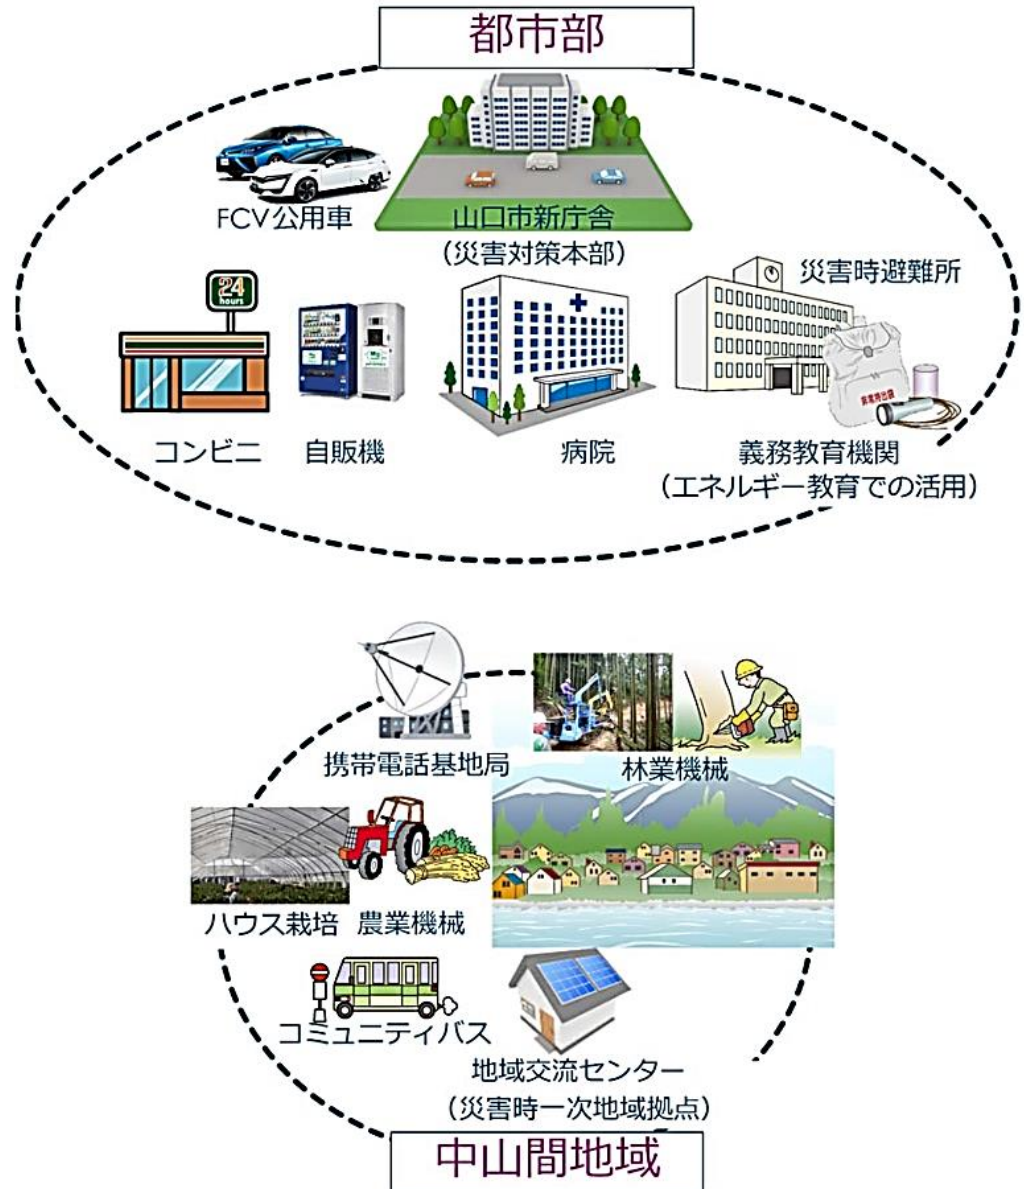 都市部
FCV公用車
山口市新庁舎
（災害対策本部）
災害時避難所
24
hours
非常持出袋
コンビニ
自販機
病院
義務教育機関
（エネルギー教育での活用）
携帯電話基地局
林業機械
ハウス栽培
農業機械
コミュニティバス
地域交流センター
（災害時一次地域拠点）
中山間地域